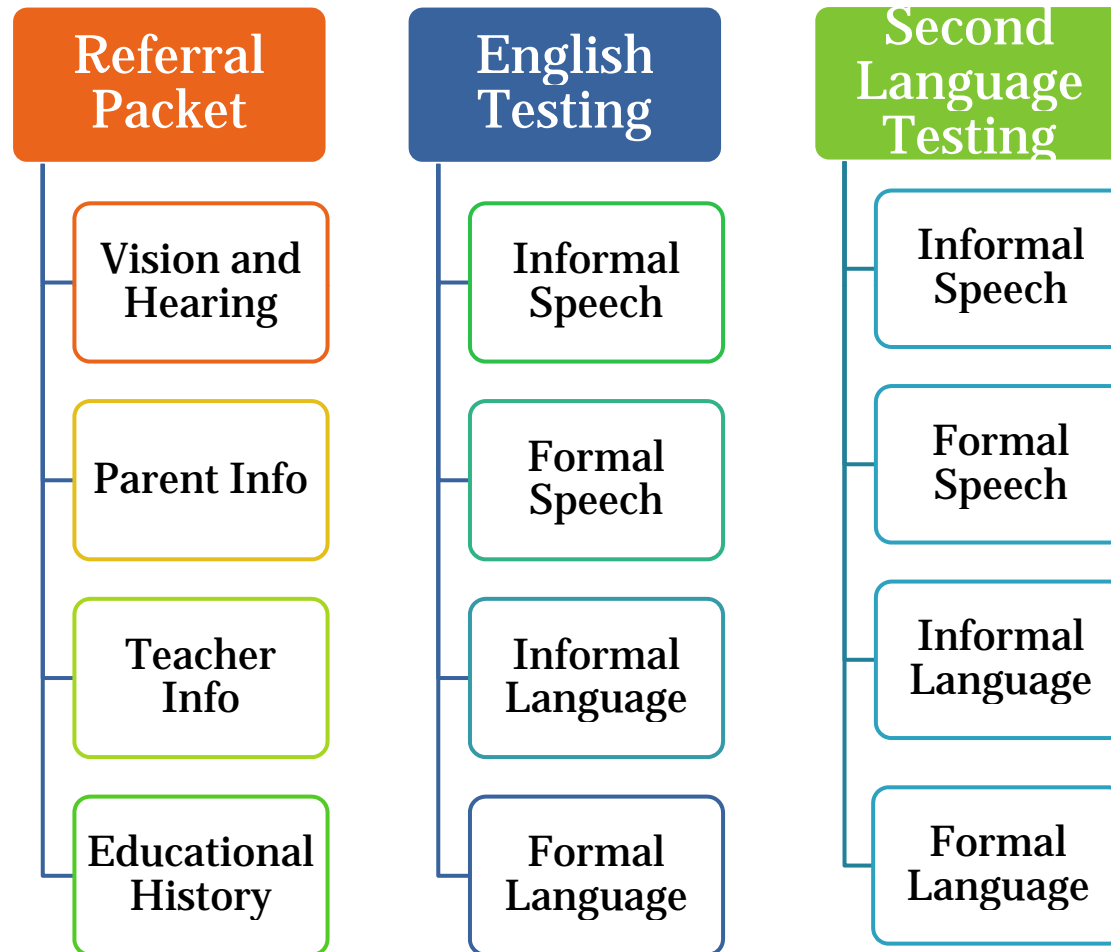 Referral
Packet
Vision and
Hearing
Parent Info
Teacher
Info
Educational
History
English
Testing
Informal
Speech
Formal
Speech
Informal
Language
Formal
Language
Second
Language
Testing
Informal
Speech
Formal
Speech
Informal
Language
Formal
Language